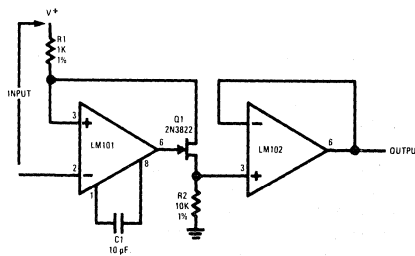 V+
R1
1K
1%
INPUT
3
+
LM101
2
−
1
8
6
C1
10 pF
Q1
2N3822
R2
10K
1%
−
LM102
3
+
6
OUTPUT